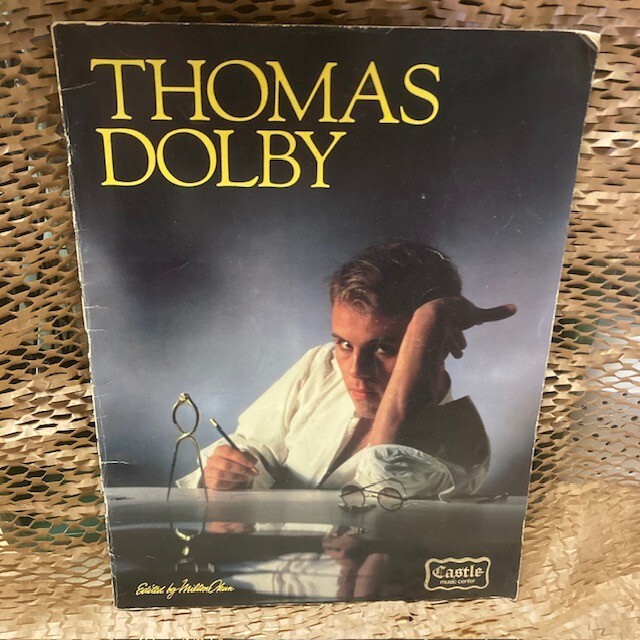 THOMAS
DOLBY
Edited by Milton Okun
Castle
music center